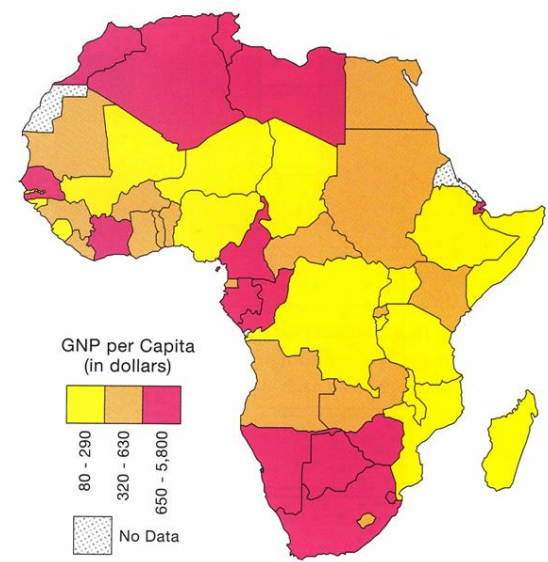 GNP per Capita
(in dollars)
80 - 290
320 - 630
650 - 5,800
No Data